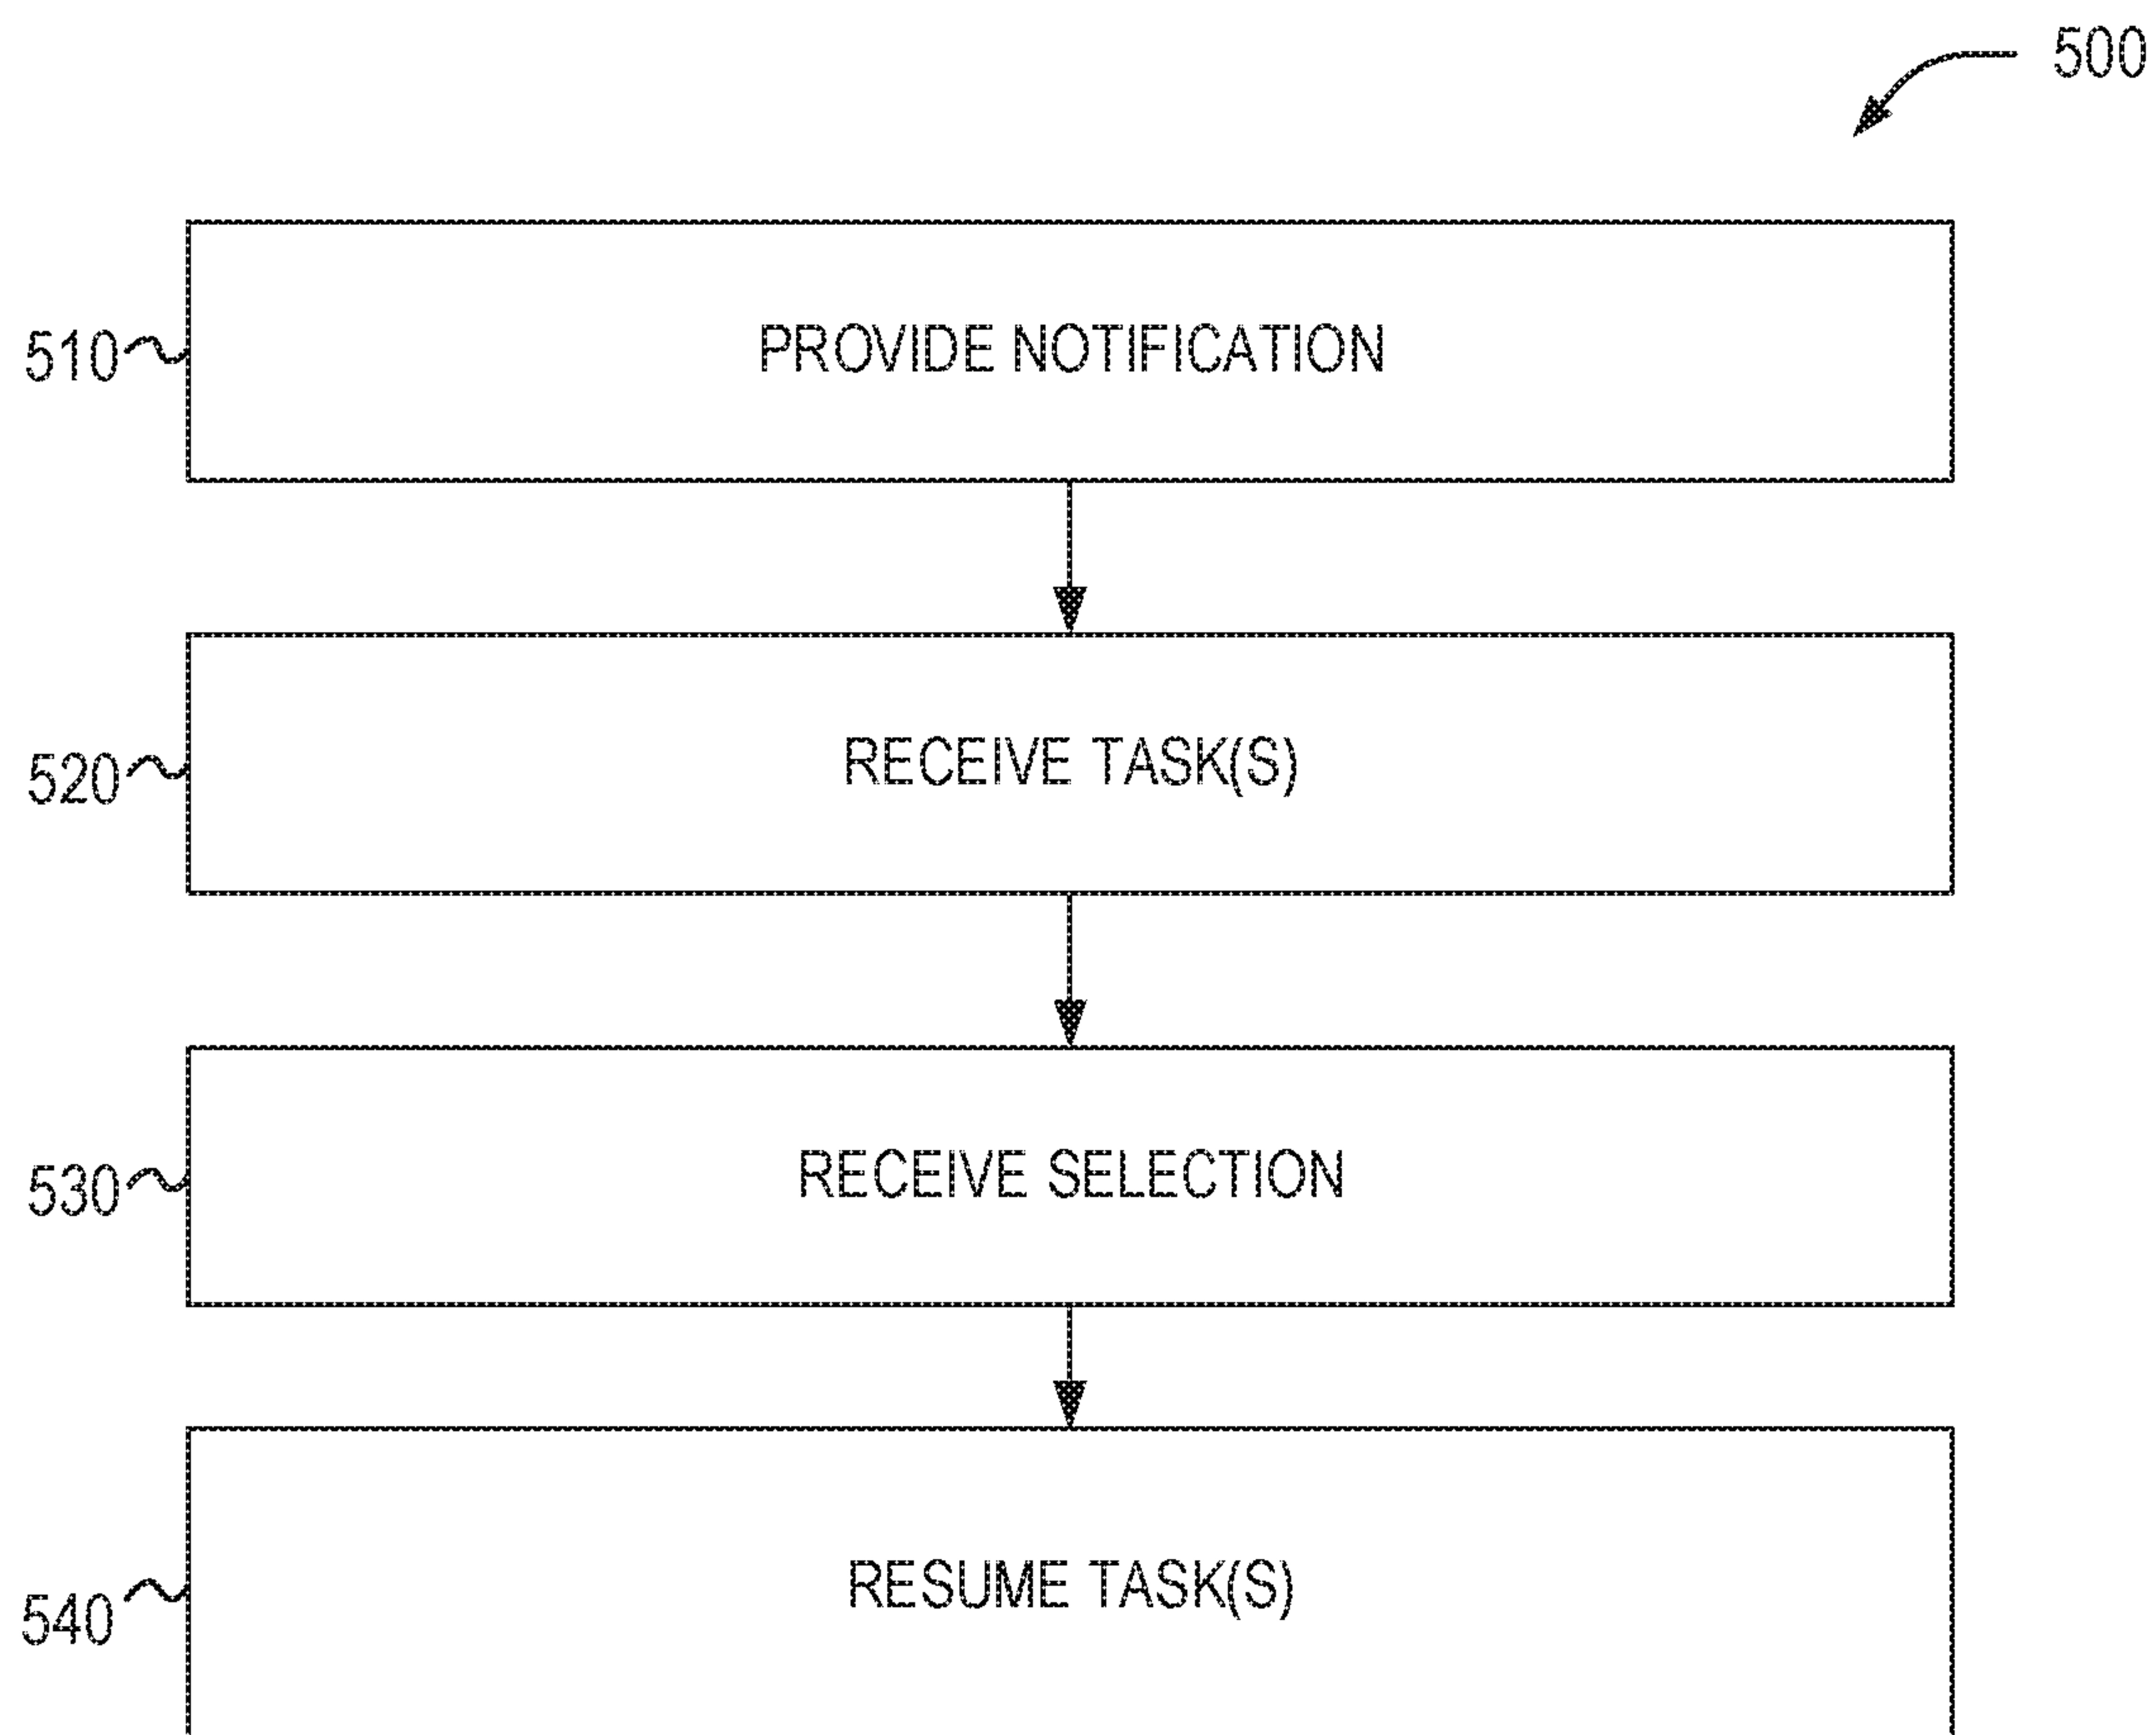 500
510
PROVIDE NOTIFICATION
520
RECEIVE TASK(S)
530
RECEIVE SELECTION
540
RESUME TASK(S)